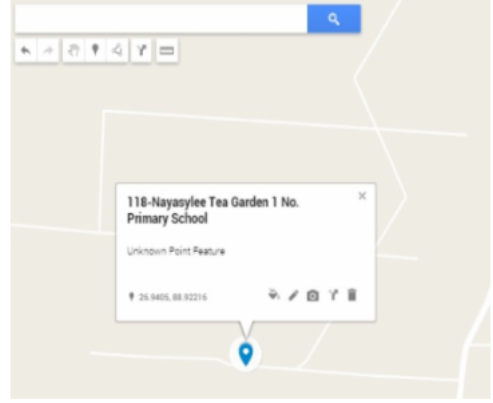 118-Nayasylee Tea Garden 1 No.
Primary School
Unknown Point Feature
26.9405, 88.92216